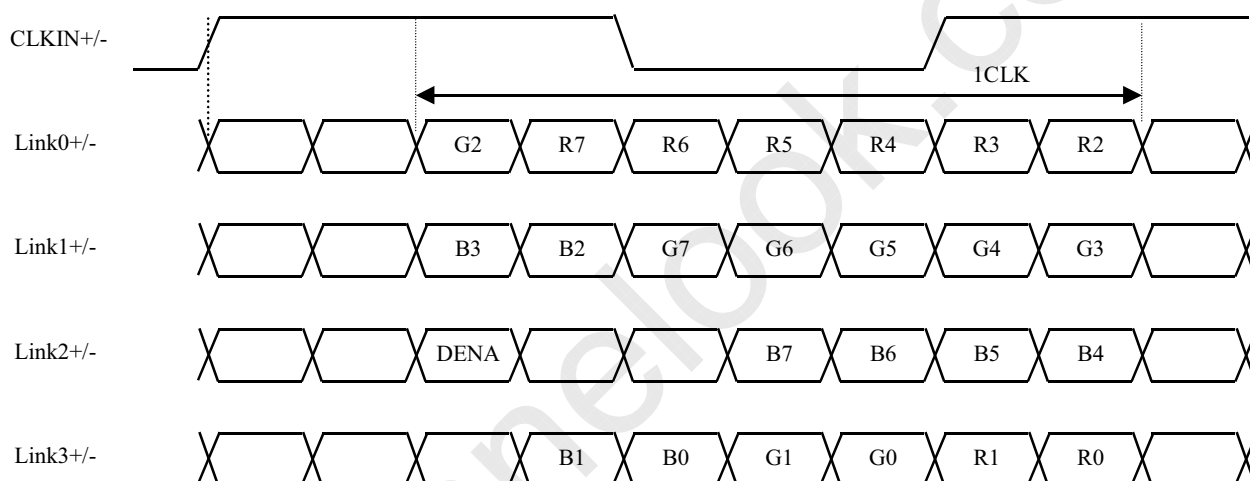 CLKIN+/-
1CLK
Link0+/- G2 R7 R6 R5 R4 R3 R2
Link1+/- B3 B2 G7 G6 G5 G4 G3
Link2+/- DENA B7 B6 B5 B4
Link3+/- B1 B0 G1 G0 R1 R0
nelook.c